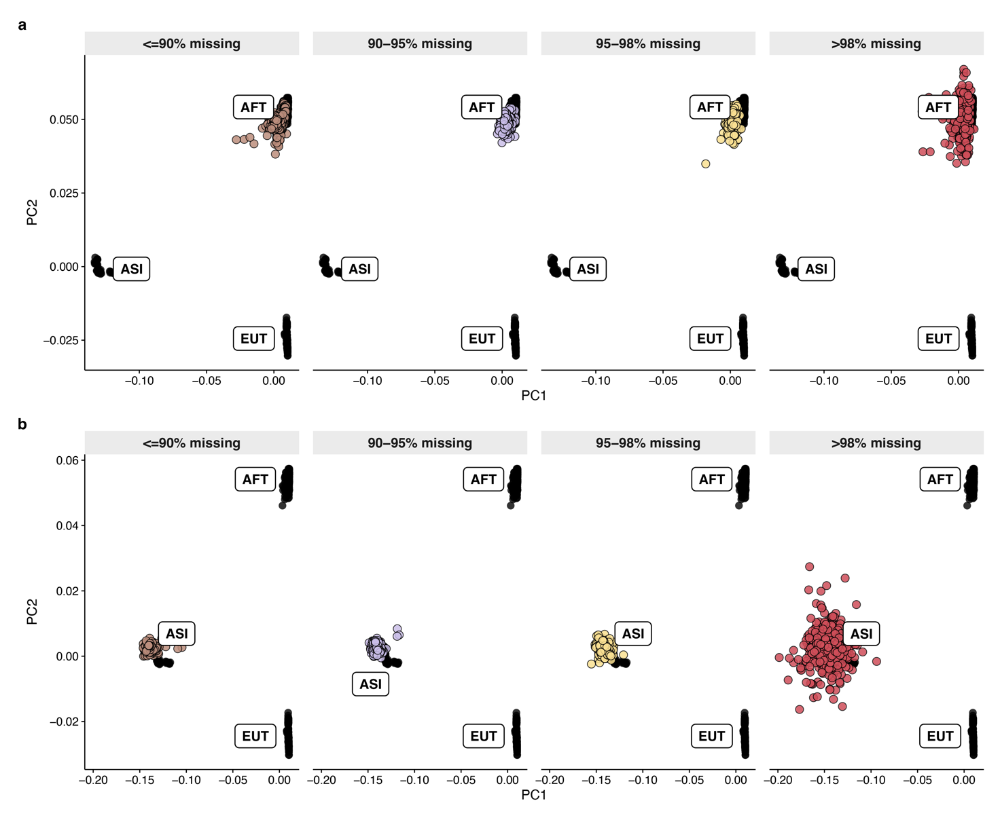 a
<=90% missing 90–95% missing 95–98% missing >98% missing
AFT AFT AFT AFT
0.050
0.025
PC2
0.000
ASI ASI ASI ASI
−0.025
EUT EUT EUT EUT
−0.10 −0.05 0.00 −0.10 −0.05 0.00 −0.10 −0.05 0.00 −0.10 −0.05 0.00
PC1
b
<=90% missing 90–95% missing 95–98% missing >98% missing
0.06
AFT AFT AFT AFT
0.04
0.02
PC2
ASI ASI ASI
0.00
ASI
−0.02
EUT EUT EUT EUT
−0.20 −0.15 −0.10 −0.05 0.00 −0.20 −0.15 −0.10 −0.05 0.00 −0.20 −0.15 −0.10 −0.05 0.00 −0.20 −0.15 −0.10 −0.05 0.00
PC1